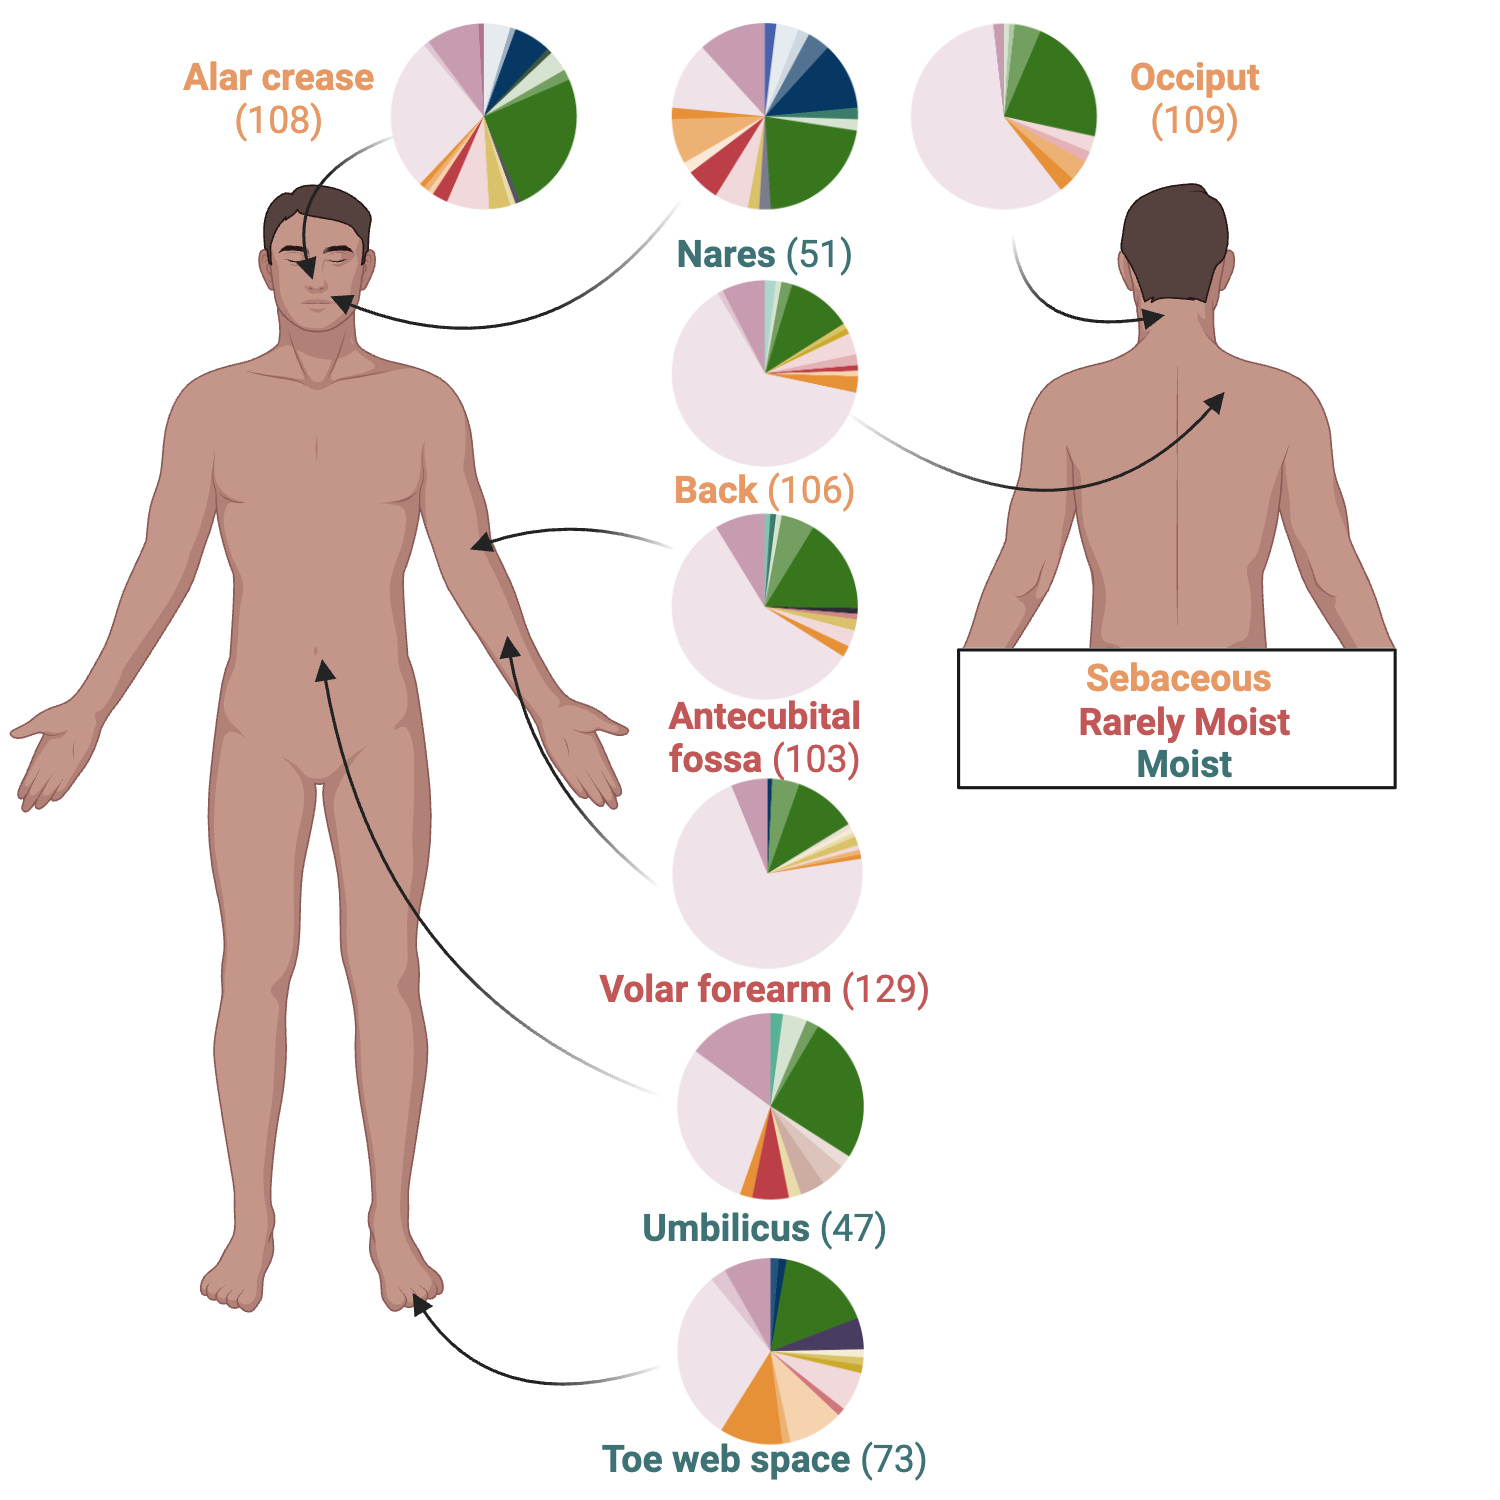 Alar crease
(108)
Occiput
(109)
Nares (51)
Back (106)
Antecubital
fossa (103)
Sebaceous
Rarely Moist
Moist
Volar forearm (129)
Umbilicus (47)
Toe web space (73)